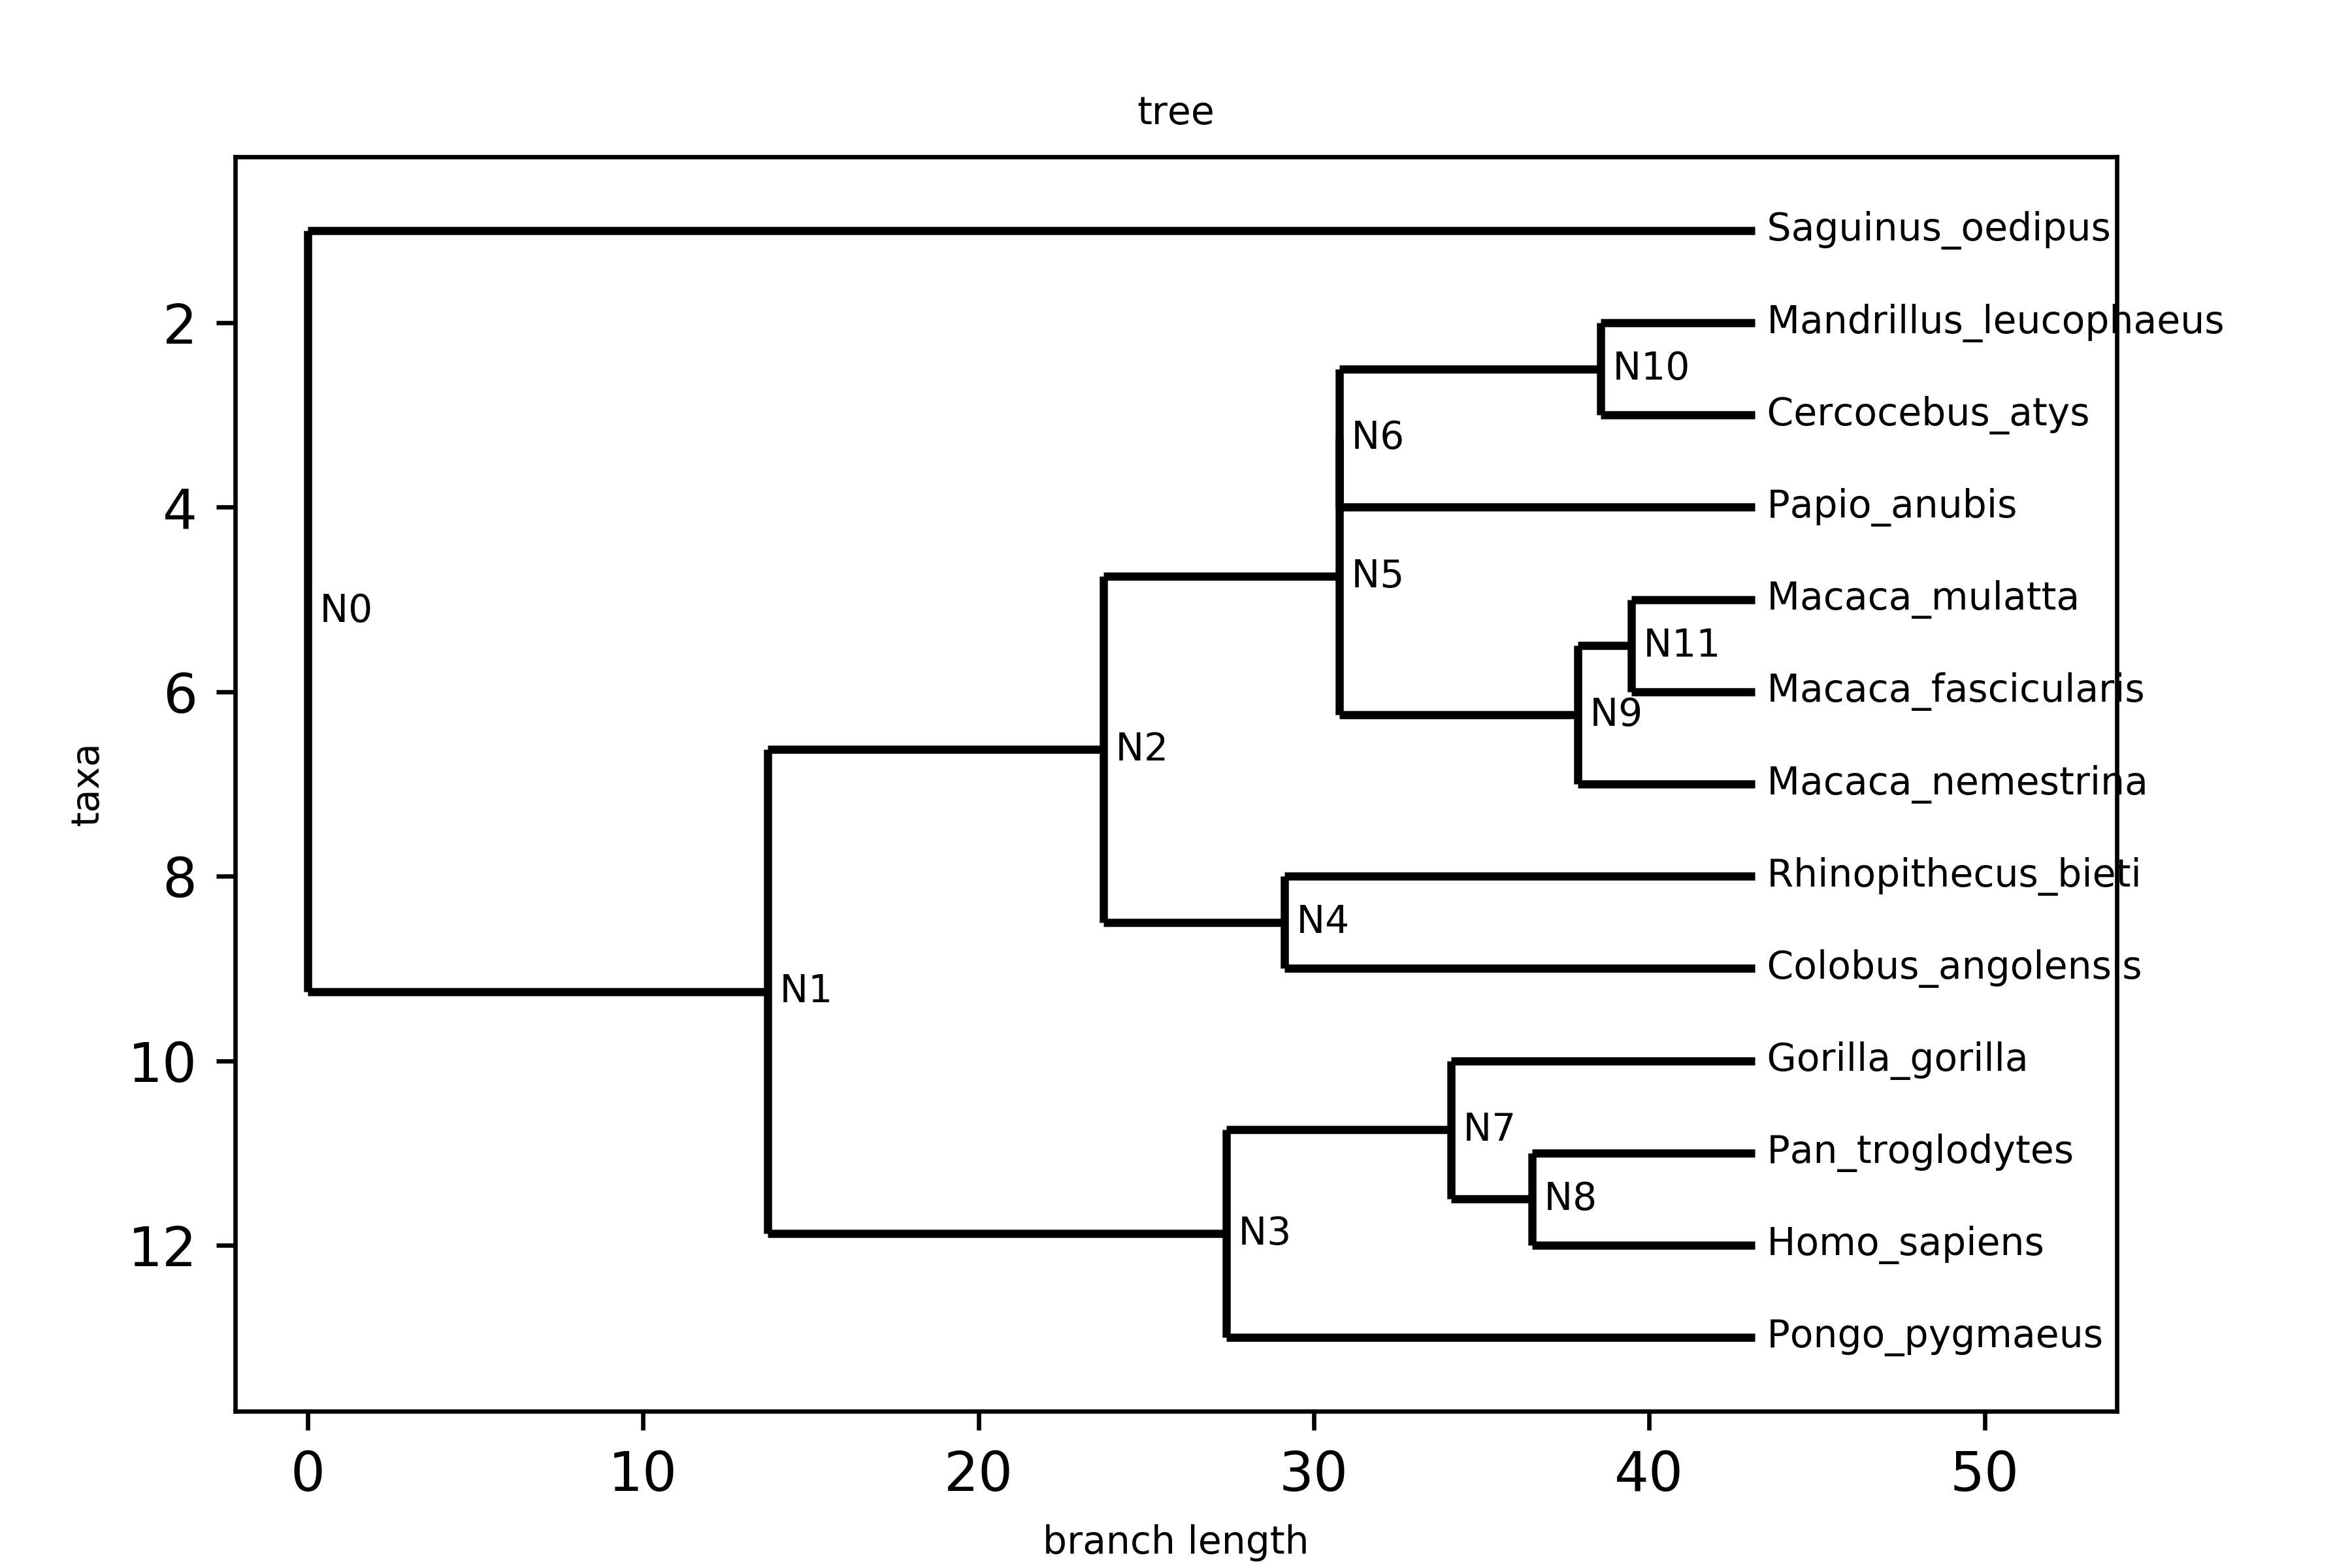 tree
Saguinus_oedipus
2
Mandrillus_leucophaeus
N10
Cercocebus_atys
N6
4
Papio_anubis
N5
Macaca_mulatta
N0
N11
6
Macaca_fascicularis
N9
N2
taxa
Macaca_nemestrina
8
Rhinopithecus_bieti
N4
Colobus_angolensis
N1
10
Gorilla_gorilla
N7
Pan_troglodytes
N8
12
N3
Homo_sapiens
Pongo_pygmaeus
0 10 20 30 40 50
branch length